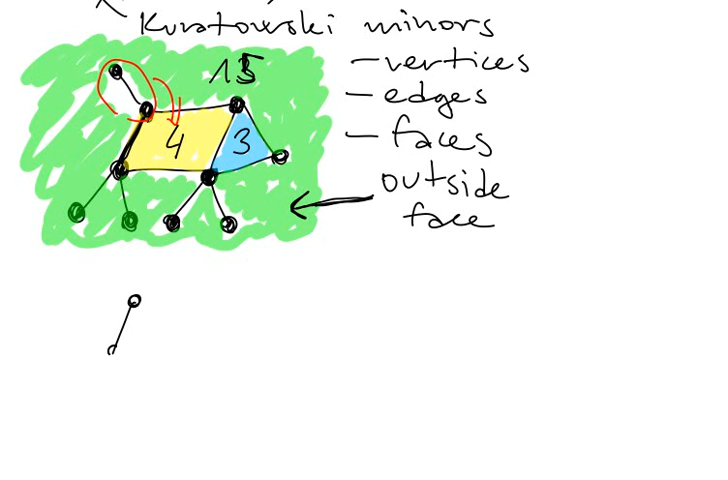 Kuratowski minors
15
- vertices
- edges
- faces
4
3
outside
face